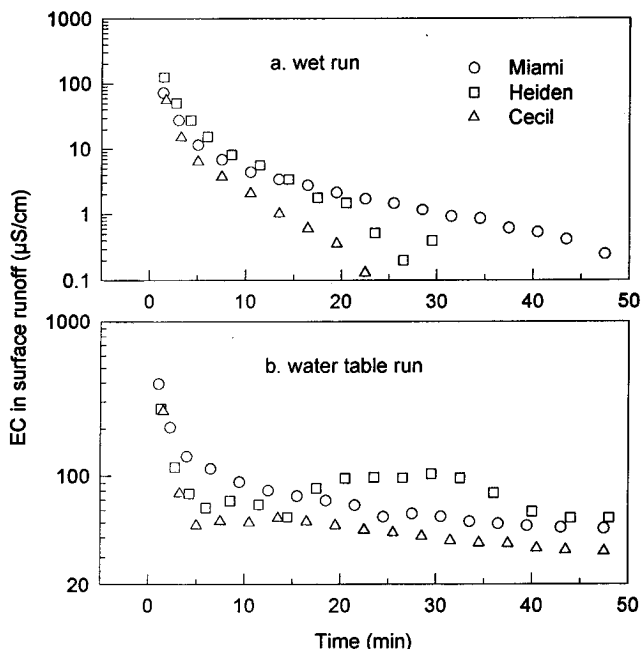 1000
a. wet run
Miami
Heiden
Cecil
100
10
1
0.1
0 10 20 30 40 50
EC in surface runoff (µS/cm)
1000
b. water table run
100
20
0 10 20 30 40 50
Time (min)